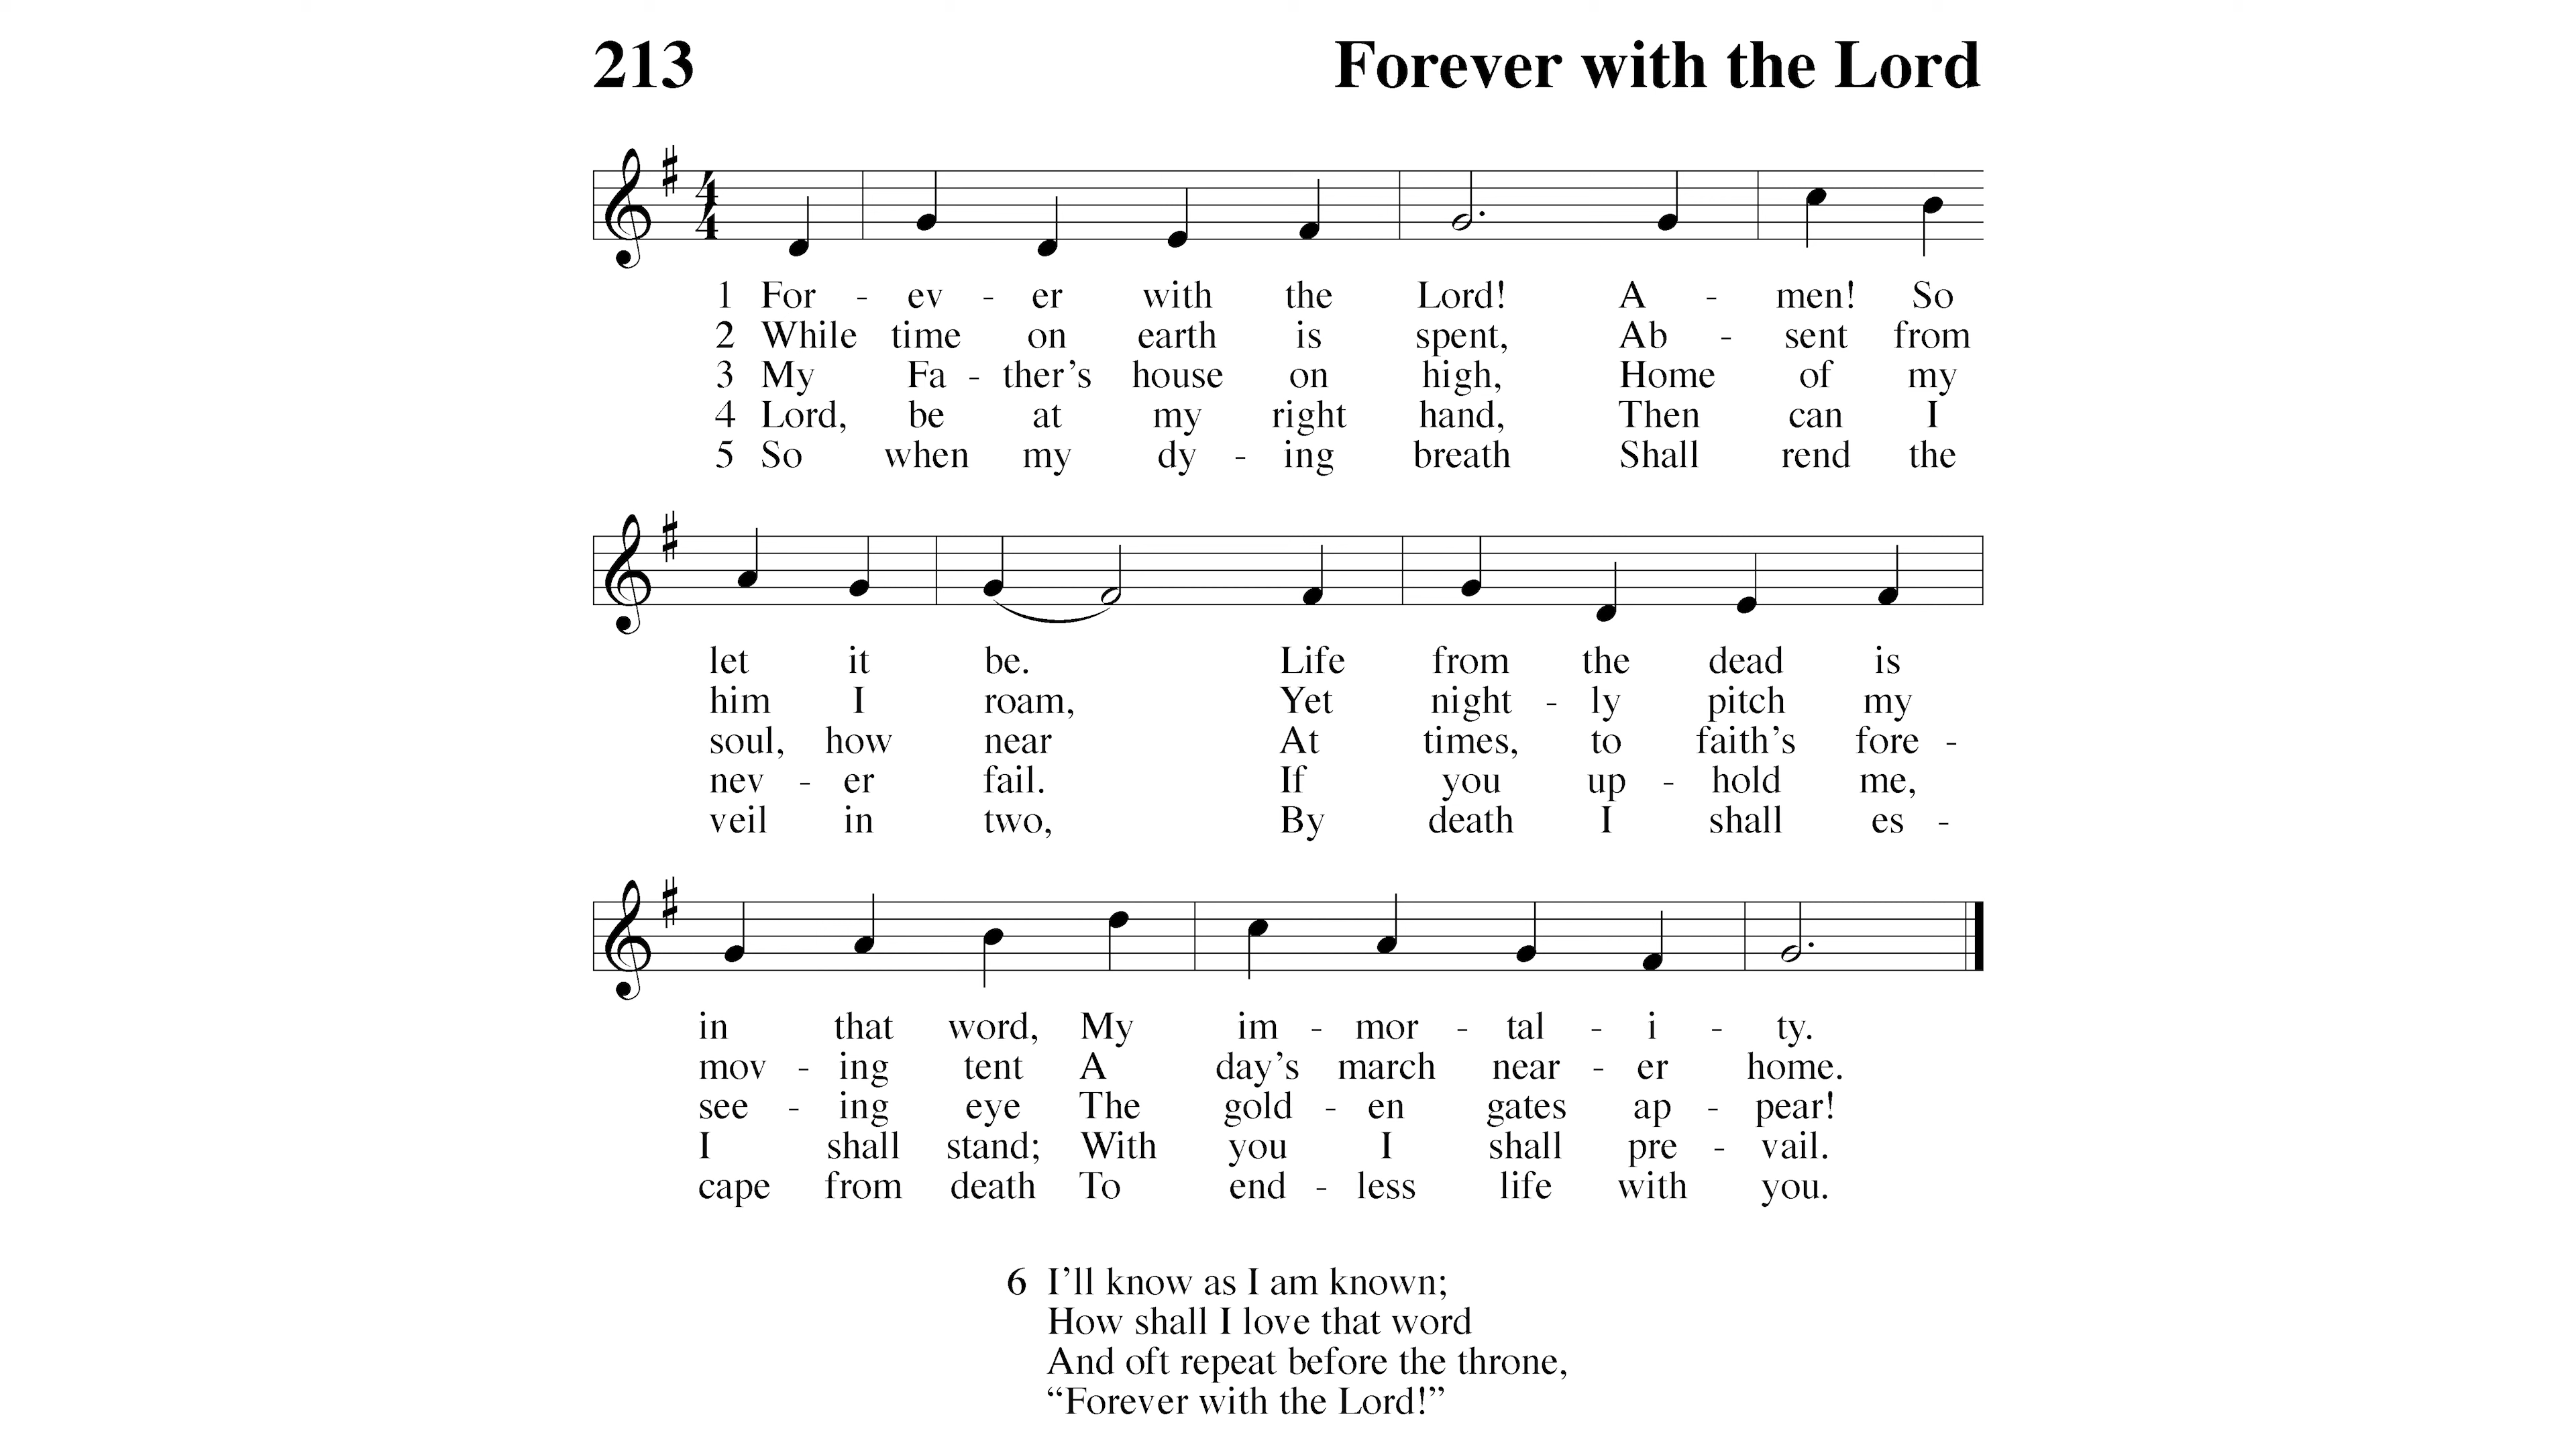 213 Forever with the Lord
1 For - ev - er with the Lord! A - men! So
2 While time on earth is spent, Ab - sent from
3 My Fa - ther’s house on high, Home of my
4 Lord, be at my right hand, Then can I
5 So when my dy - ing breath Shall rend the
let it be. Life from the dead is
him I roam, Yet night - ly pitch my
soul, how near At times, to faith’s fore -
nev - er fail. If you up - hold me,
veil in two, By death I shall es -
in that word, My im - mor - tal - i - ty.
mov - ing tent A day’s march near - er home.
see - ing eye The gold - en gates ap - pear!
I shall stand; With you I shall pre - vail.
cape from death To end - less life with you.
6 I’ll know as I am known;
How shall I love that word
And oft repeat before the throne,
“Forever with the Lord!”